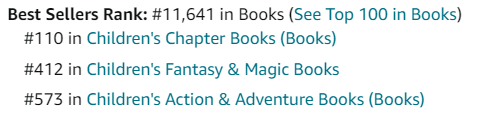 Best Sellers Rank: #11,641 in Books (See Top 100 in Books)
#110 in Children's Chapter Books (Books)
#412 in Children's Fantasy & Magic Books
#573 in Children's Action & Adventure Books (Books)